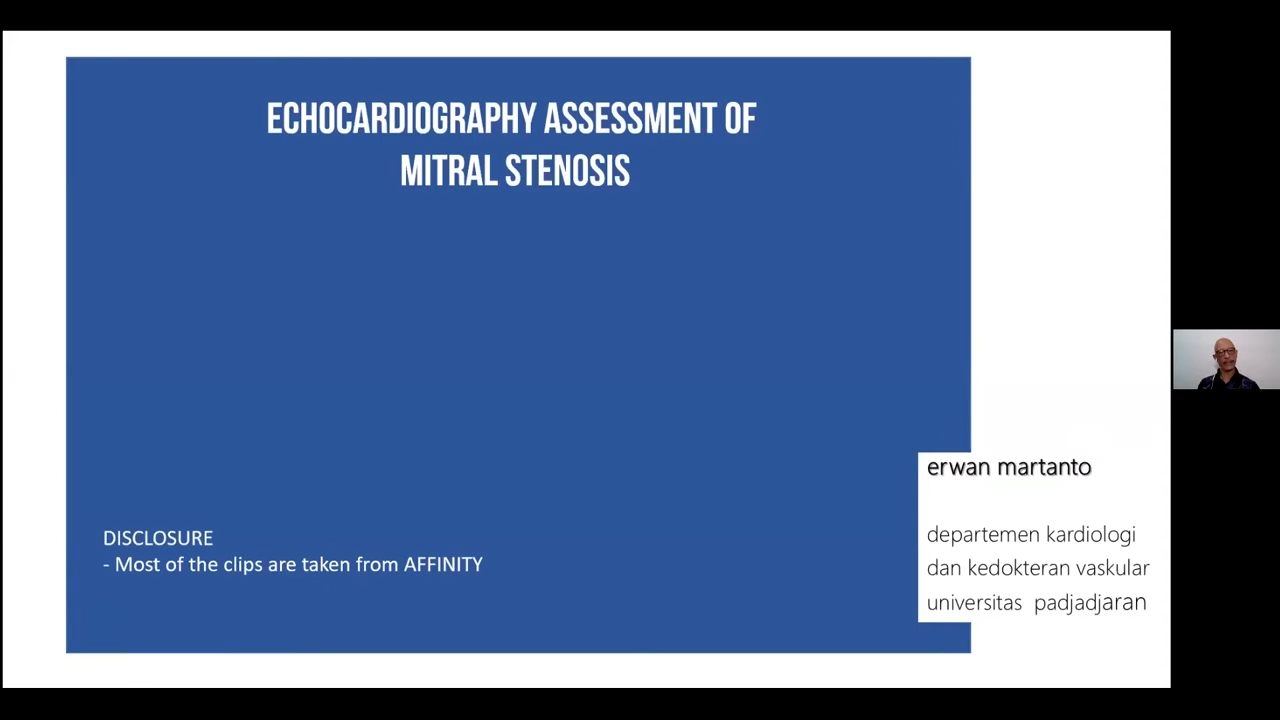 ECHOCARDIOGRAPHY ASSESSMENT OF
MITRAL STENOSIS
DISCLOSURE
- Most of the clips are taken from AFFINITY
erwan martanto
departemen kardiologi
dan kedokteran vaskular
universitas padjadjaran